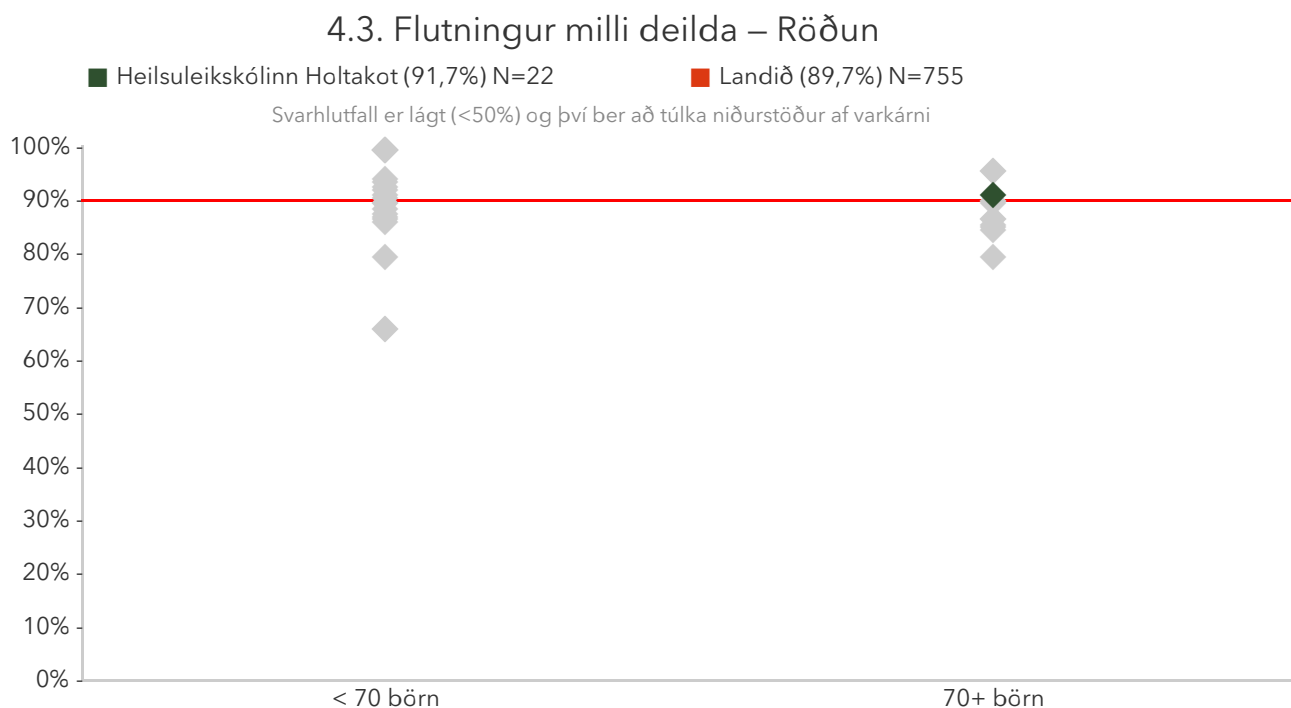 4.3. Flutningur milli deilda – Röðun
Heilsuleikskólinn Holtakot (91,7%) N=22
Landið (89,7%) N=755
Svarhlutfall er lágt (<50%) og því ber að túlka niðurstöður af varkárni
100%
90%
80%
70%
60%
50%
40%
30%
20%
10%
0%
< 70 börn
70+ börn